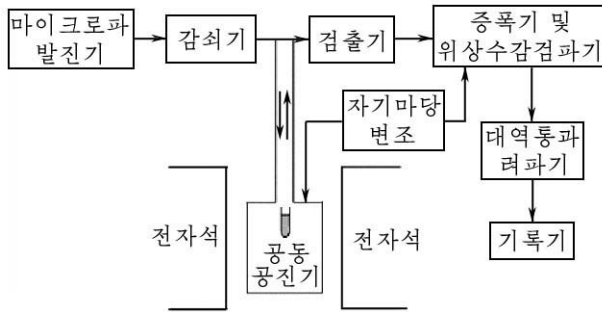 마이크로파
발진기
감쇠기
검출기
증폭기 및
위상수감검파기
자기마당
변조
대역통과
려파기
기록기
전자석
공동
공진기
전자석